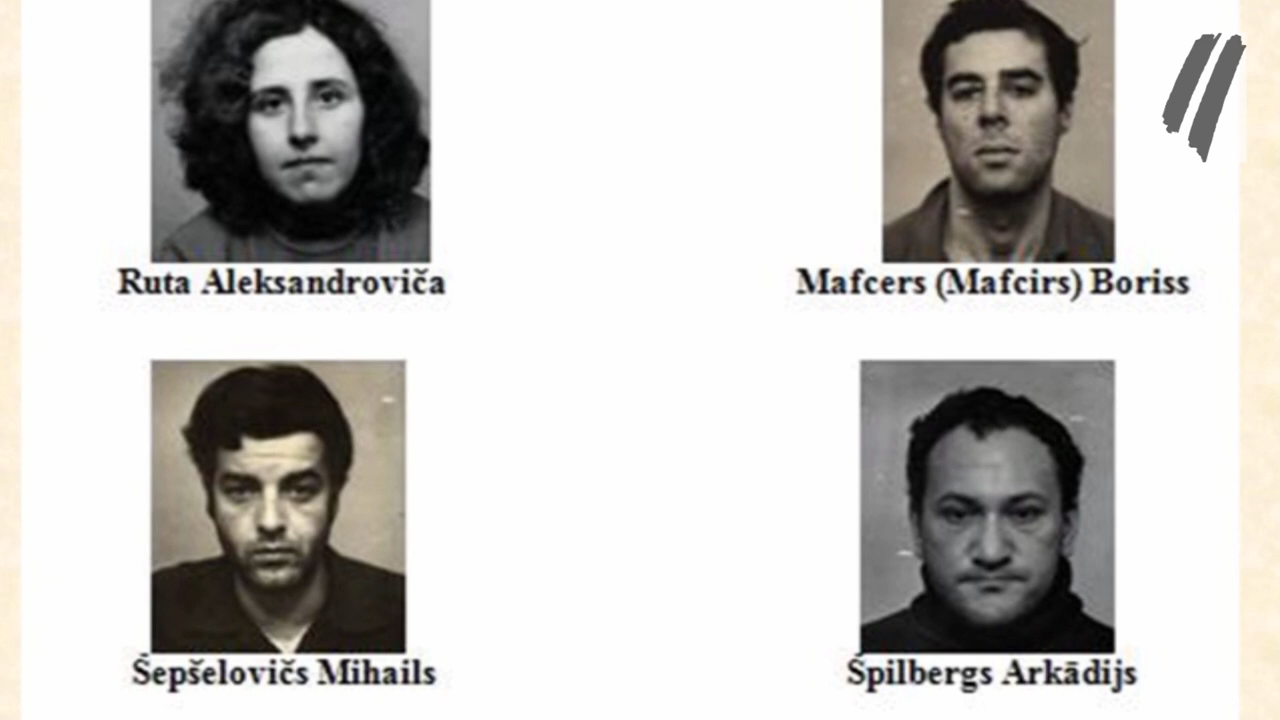 Ruta Aleksandroviča
Mafcers (Mafcirs) Boriss
Šepšelovičs Mihails
Špilbergs Arkādijs